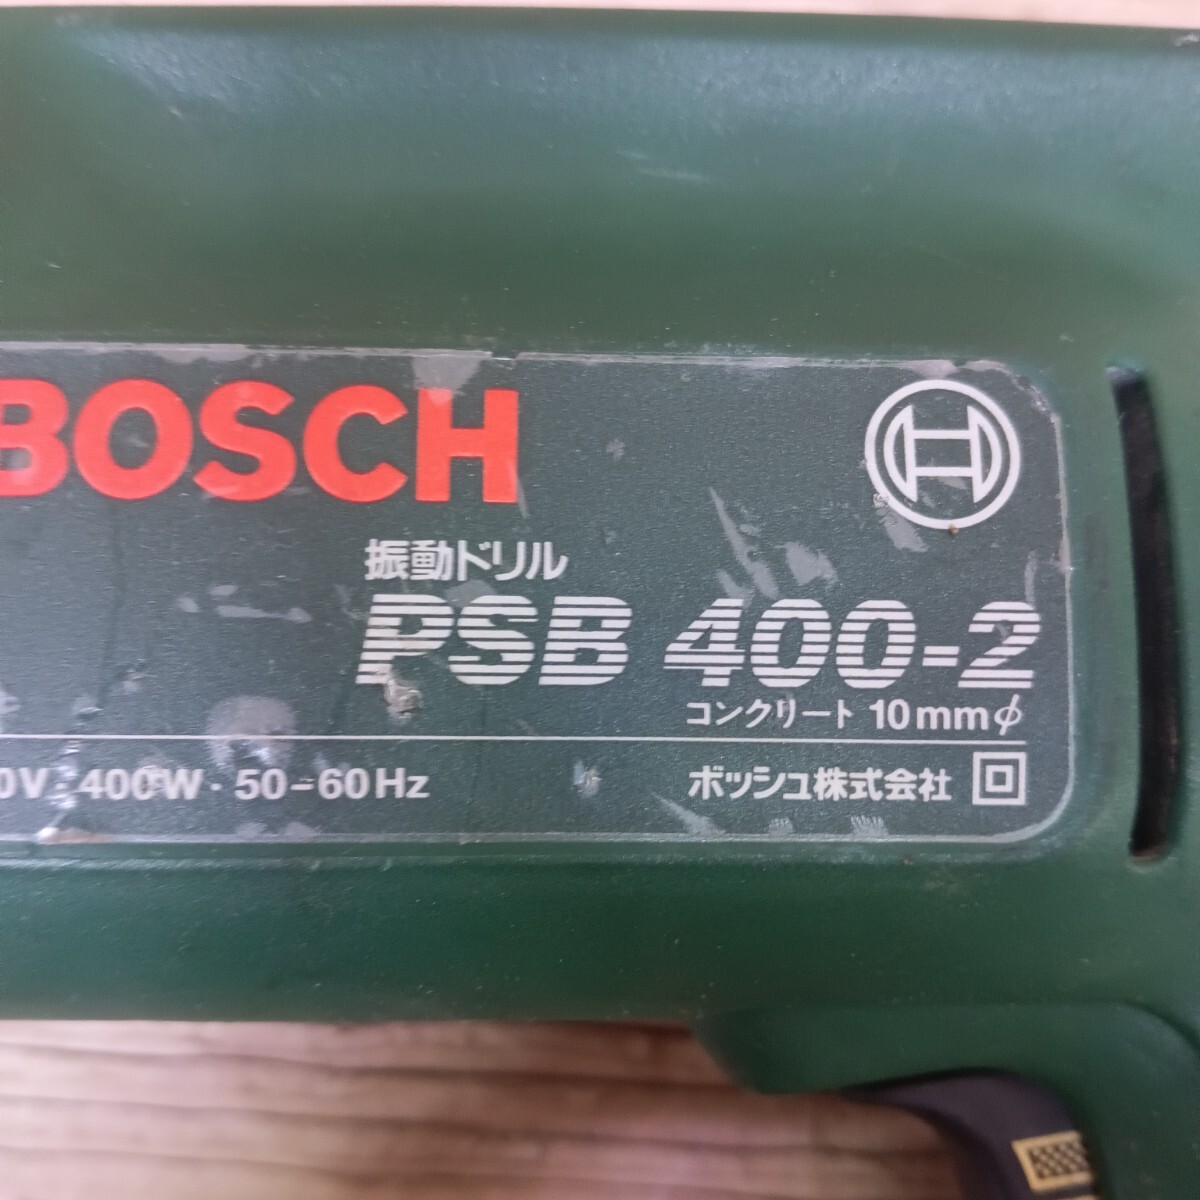 BOSCH
振動ドリル
PSB 400-2
コンクリート 10mmφ
0V · 400W · 50-60Hz
ボッシュ株式会社